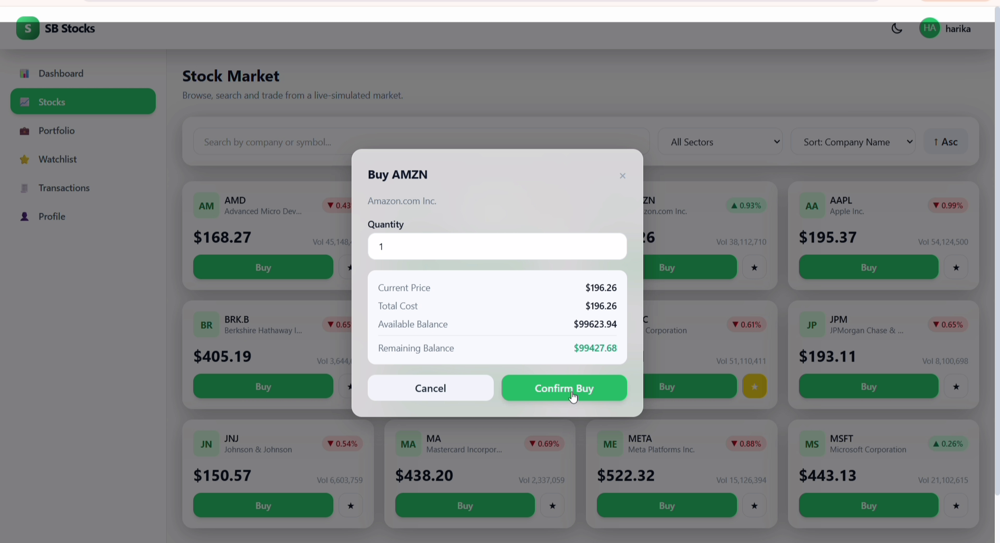 S SB Stocks
HA harika
Dashboard
Stocks
Portfolio
Watchlist
Transactions
Profile
Stock Market
Browse, search and trade from a live-simulated market.
Search by company or symbol...
All Sectors
Sort: Company Name
↑ Asc
AM
AMD
Advanced Micro Dev...
▼ 0.43
$168.27
Vol 45,148,
Buy
★
ZN
zon.com Inc.
▲ 0.93%
26
Vol 38,112,710
Buy
★
AA
AAPL
Apple Inc.
▼ 0.99%
$195.37
Vol 54,124,500
Buy
★
Buy AMZN
×
Amazon.com Inc.
Quantity
1
Current Price $196.26
Total Cost $196.26
Available Balance $99623.94
Remaining Balance $99427.68
Cancel
Confirm Buy
BR
BRK.B
Berkshire Hathaway I...
▼ 0.65
$405.19
Vol 3,644,
Buy
★
C
Corporation
▼ 0.61%
Vol 51,110,411
Buy
★
JP
JPM
JPMorgan Chase & ...
▼ 0.65%
$193.11
Vol 8,100,698
Buy
★
JN
JNJ
Johnson & Johnson
▼ 0.54%
$150.57
Vol 6,603,759
Buy
★
MA
MA
Mastercard Incorpor...
▼ 0.69%
$438.20
Vol 2,337,059
Buy
★
ME
META
Meta Platforms Inc.
▼ 0.88%
$522.32
Vol 15,126,394
Buy
★
MS
MSFT
Microsoft Corporation
▲ 0.26%
$443.13
Vol 21,102,615
Buy
★